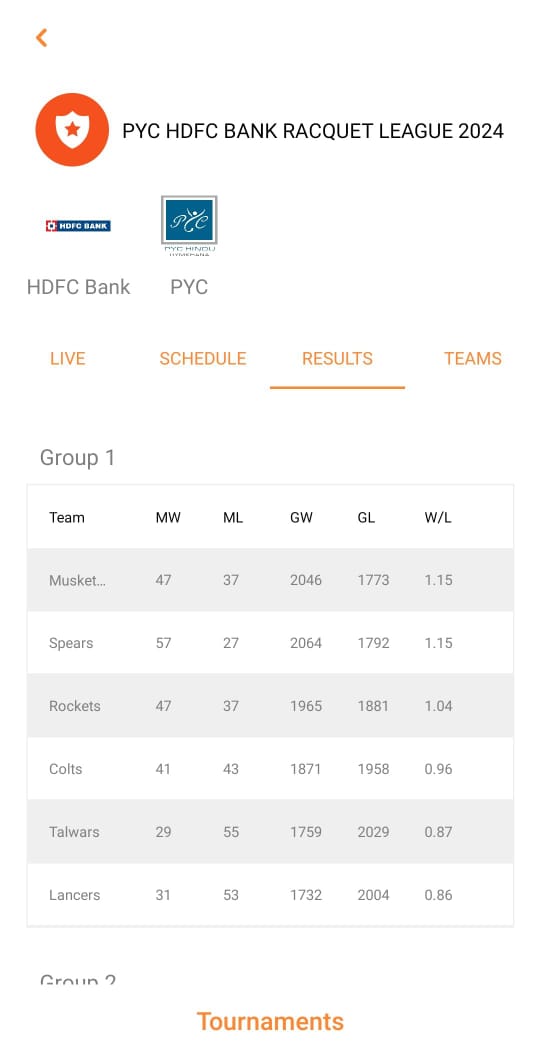 PYC HDFC BANK RACQUET LEAGUE 2024
HDFC BANK
PYC
PYC HINDU
GYMKHANA
HDFC Bank PYC
LIVE SCHEDULE RESULTS TEAMS
Group 1
Team MW ML GW GL W/L
Musket... 47 37 2046 1773 1.15
Spears 57 27 2064 1792 1.15
Rockets 47 37 1965 1881 1.04
Colts 41 43 1871 1958 0.96
Talwars 29 55 1759 2029 0.87
Lancers 31 53 1732 2004 0.86
Group 2
Tournaments